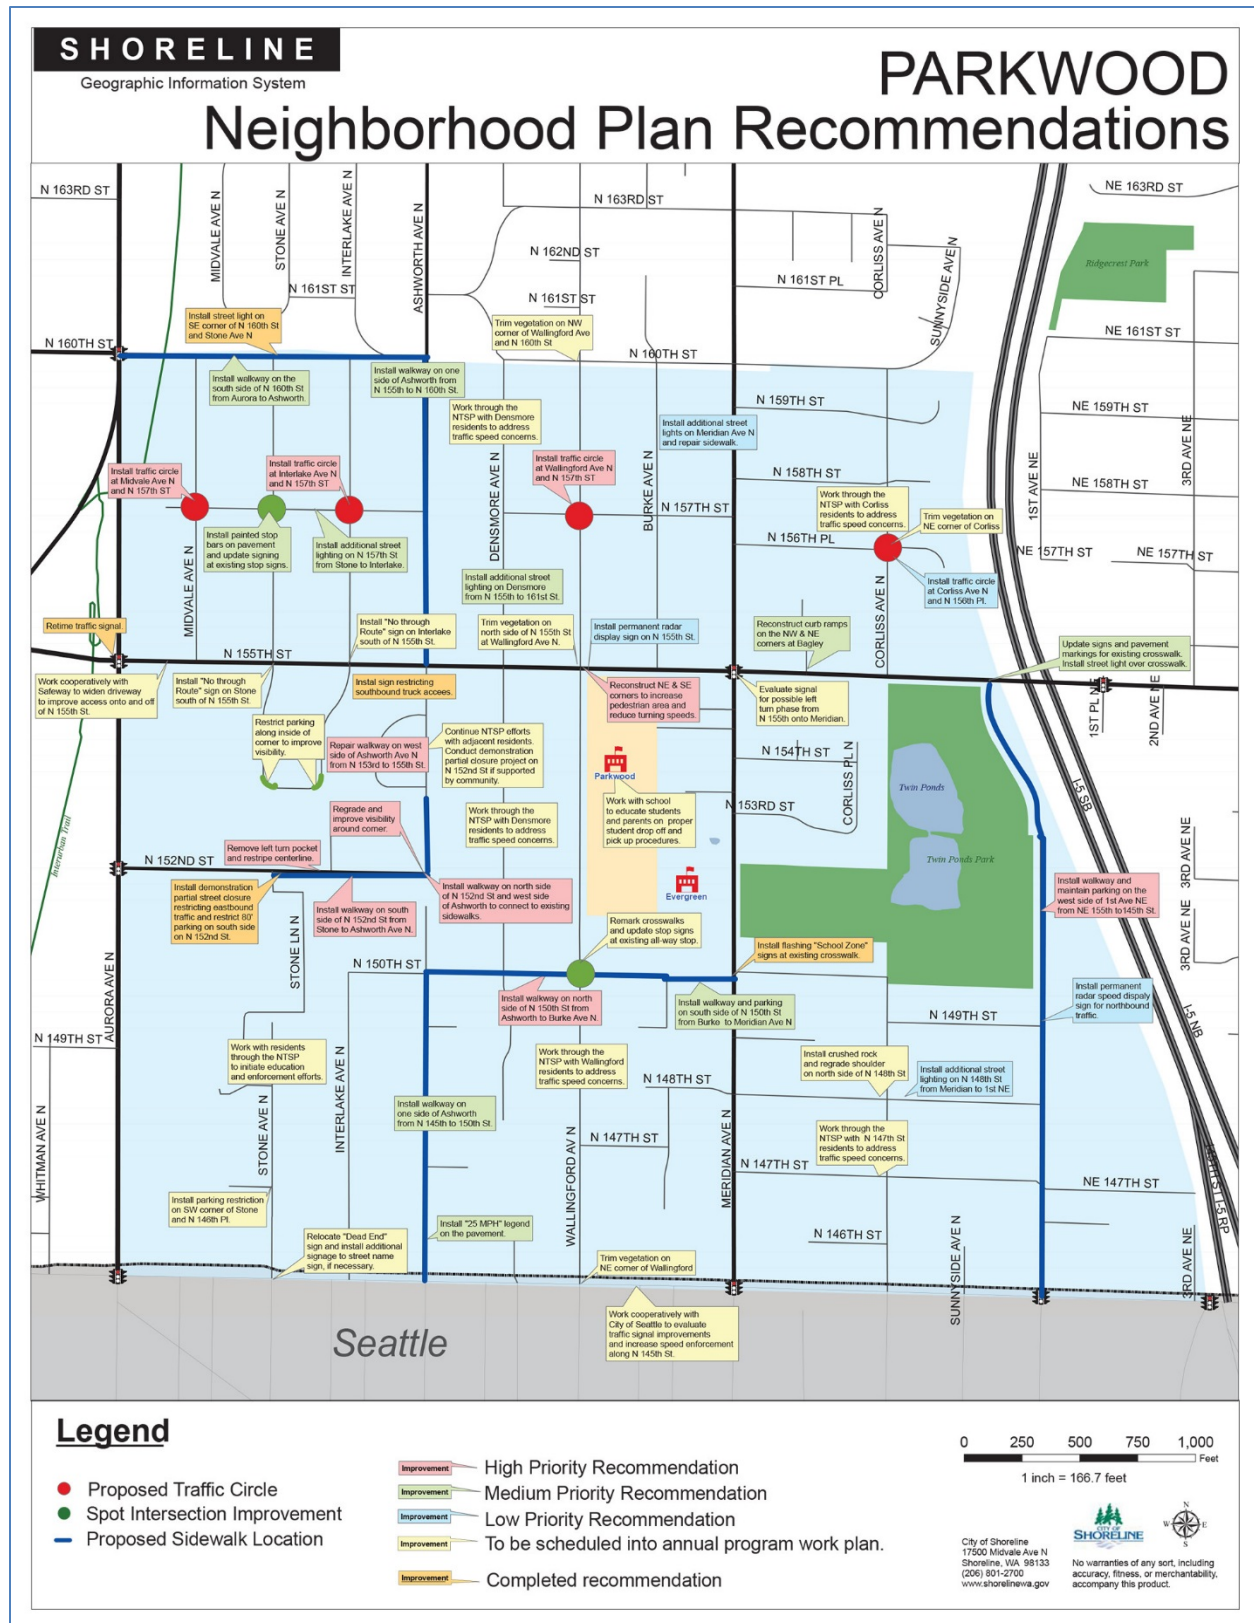 SHORELINE
Geographic Information System
PARKWOOD
Neighborhood Plan Recommendations
N 163RD ST
MIDVALE AVE N
STONE AVE N
INTERLAKE AVE N
ASHWORTH AVE N
N 163RD ST
NE 163RD ST
N 162ND ST
CORLISS AVE N
SUNNYSIDE AVE N
Ridgecrest Park
N 161ST ST
N 161ST ST
N 161ST PL
NE 161ST ST
Install street light on
SE corner of N 160th St
and Stone Ave N
Trim vegetation on NW
corner of Wallingford Ave
and N 160th St
N 160TH ST
N 160TH ST
Install walkway on the
south side of N 160th St
from Aurora to Ashworth.
Install walkway on one
side of Ashworth from
N 155th to N 160th St.
Work through the
NTSP with Densmore
residents to address
traffic speed concerns.
Install additional street
lights on Meridian Ave N
and repair sidewalk.
N 159TH ST
NE 159TH ST
1ST AVE NE
3RD AVE NE
Install traffic circle
at Midvale Ave N
and N 157th ST
Install traffic circle
at Interlake Ave N
and N 157th ST
Install traffic circle
at Wallingford Ave N
and N 157th ST
N 158TH ST
NE 158TH ST
Work through the
NTSP with Corliss
residents to address
traffic speed concerns.
Trim vegetation on
NE corner of Corliss
DENSMORE AVE N
BURKE AVE N
N 157TH ST
N 156TH PL
NE 157TH ST
NE 157TH ST
Install painted stop
bars on pavement
and update signing
at existing stop signs.
Install additional street
lighting on N 157th St
from Stone to Interlake.
MIDVALE AVE N
Install additional street
lighting on Densmore
from N 155th to 161st St.
Install traffic circle
at Corliss Ave N
and N 156th Pl.
CORLISS AVE N
Retime traffic signal.
Install "No through
Route" sign on Interlake
south of N 155th.
Trim vegetation on
north side of N 155th St
at Wallingford Ave N.
Install permanent radar
display sign on N 155th St.
Reconstruct curb ramps
on the NW & NE
corners at Bagley
Update signs and pavement
markings for existing crosswalk.
Install street light over crosswalk.
N 155TH ST
Work cooperatively with
Safeway to widen driveway
to improve access onto and off
of N 155th St.
Install "No through
Route" sign on Stone
south of N 155th St.
Instal sign restricting
southbound truck accees.
Reconstruct NE & SE
corners to increase
pedestrian area and
reduce turning speeds.
Evaluate signal
for possible left
turn phase from
N 155th onto Meridian.
1ST PL NE
2ND AVE NE
Restrict parking
along inside of
corner to improve
visibility.
Repair walkway on west
side of Ashworth Ave N
from N 153rd to 155th St.
Continue NTSP efforts
with adjacent residents.
Conduct demonstration
partial closure project on
N 152nd St if supported
by community.
N 154TH ST
CORLISS PL N
Parkwood
I-5 SB
Twin Ponds
Interurban Trail
Regrade and
improve visibility
around corner.
Work through the
NTSP with Densmore
residents to address
traffic speed concerns.
Work with school
to educate students
and parents on proper
student drop off and
pick up procedures.
N 153RD ST
Remove left turn pocket
and restripe centerline.
N 152ND ST
Twin Ponds Park
3RD AVE NE
Install demonstration
partial street closure
restricting eastbound
traffic and restrict 80'
parking on south side
on N 152nd St.
Install walkway on south
side of N 152nd St from
Stone to Ashworth Ave N.
Install walkway on north side
of N 152nd St and west side
of Ashworth to connect to existing
sidewalks.
Evergreen
Install walkway and
maintain parking on the
west side of 1st Ave NE
from NE 155th to145th St.
3RD AVE NE
Remark crosswalks
and update stop signs
at existing all-way stop.
Install flashing "School Zone"
signs at existing crosswalk.
STONE LN N
AURORA AVE N
N 150TH ST
Install walkway on north
side of N 150th St from
Ashworth to Burke Ave N.
Install walkway and parking
on south side of N 150th St
from Burke to Meridian Ave N
Install permanent
radar speed dispaly
sign for northbound
traffic.
I-5 NB
N 149TH ST
N 149TH ST
Work with residents
through the NTSP
to initiate education
and enforcement efforts.
INTERLAKE AVE N
Work through the
NTSP with Wallingford
residents to address
traffic speed concerns.
Install crushed rock
and regrade shoulder
on north side of N 148th St
Install additional street
lighting on N 148th St
from Meridian to 1st NE
N 148TH ST
WHITMAN AVE N
STONE AVE N
Install walkway on
one side of Ashworth
from N 145th to 150th St.
WALLINGFORD AV N
N 147TH ST
MERIDIAN AVE N
Work through the
NTSP with N 147th St
residents to address
traffic speed concerns.
N 147TH ST
NE 147TH ST
Install parking restriction
on SW corner of Stone
and N 146th Pl.
Install "25 MPH" legend
on the pavement.
N 146TH ST
SUNNYSIDE AVE N
3RD AVE NE
Relocate "Dead End"
sign and install additional
signage to street name
sign, if necessary.
Trim vegetation on
NE corner of Wallingford
Work cooperatively with
City of Seattle to evaluate
traffic signal improvements
and increase speed enforcement
along N 145th St.
Seattle
Legend
Proposed Traffic Circle
Spot Intersection Improvement
Proposed Sidewalk Location
Improvement High Priority Recommendation
Improvement Medium Priority Recommendation
Improvement Low Priority Recommendation
Improvement To be scheduled into annual program work plan.
Improvement Completed recommendation
0 250 500 750 1,000
Feet
1 inch = 166.7 feet
City of Shoreline
17500 Midvale Ave N
Shoreline, WA 98133
(206) 801-2700
www.shorelinewa.gov
CITY OF
SHORELINE
N
W E
S
No warranties of any sort, including
accuracy, fitness, or merchantability,
accompany this product.